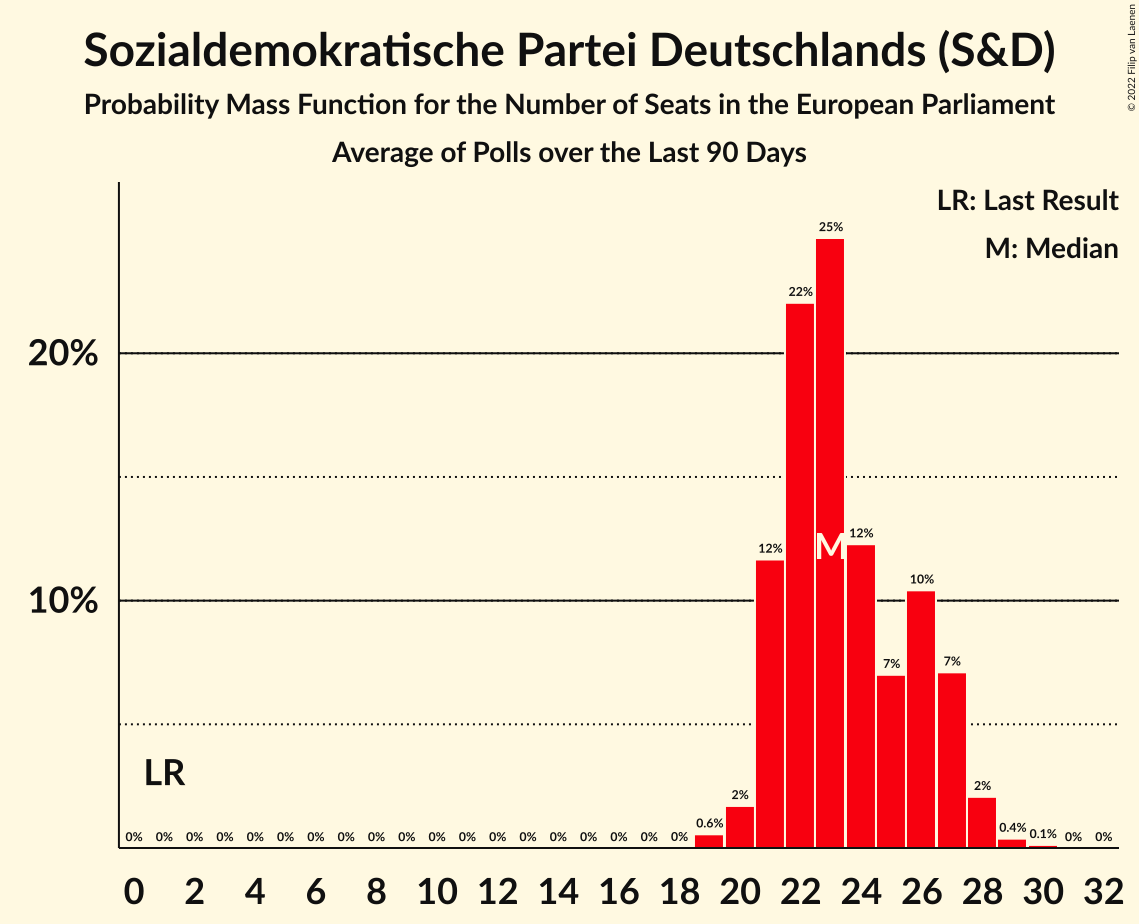 Sozialdemokratische Partei Deutschlands (S&D)
Probability Mass Function for the Number of Seats in the European Parliament
Average of Polls over the Last 90 Days
© 2022 Filip van Laenen
LR: Last Result
M: Median
25%
22%
20%
12%
M
12%
10%
10%
7%
7%
LR
2%
2%
0% 0% 0% 0% 0% 0% 0% 0% 0% 0% 0% 0% 0% 0% 0% 0% 0% 0% 0% 0.6% 0.4% 0.1% 0% 0%
0 2 4 6 8 10 12 14 16 18 20 22 24 26 28 30 32